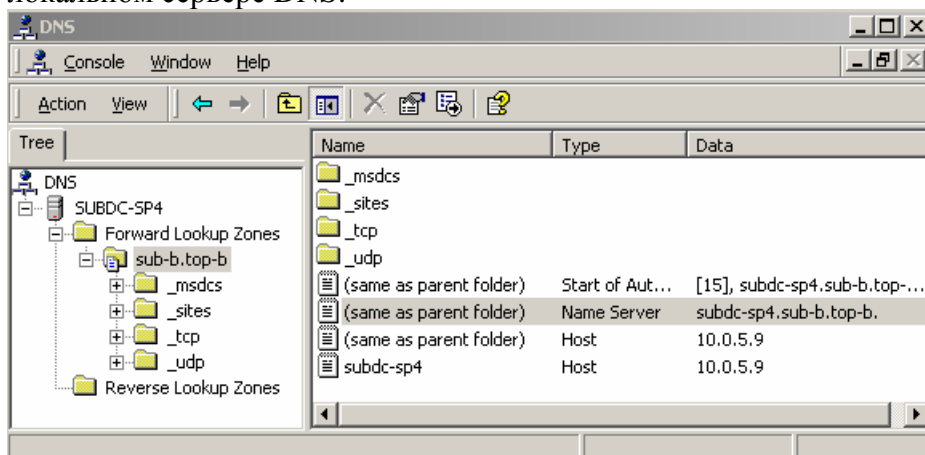 локальном сервере DNS.
DNS
Console Window Help
Action View
Tree
Name Type Data
DNS
SUBDC-SP4
Forward Lookup Zones
sub-b.top-b
_msdcs
_sites
_tcp
_udp
Reverse Lookup Zones
_msdcs
_sites
_tcp
_udp
(same as parent folder) Start of Aut... [15], subdc-sp4.sub-b.top-...
(same as parent folder) Name Server subdc-sp4.sub-b.top-b.
(same as parent folder) Host 10.0.5.9
subdc-sp4 Host 10.0.5.9